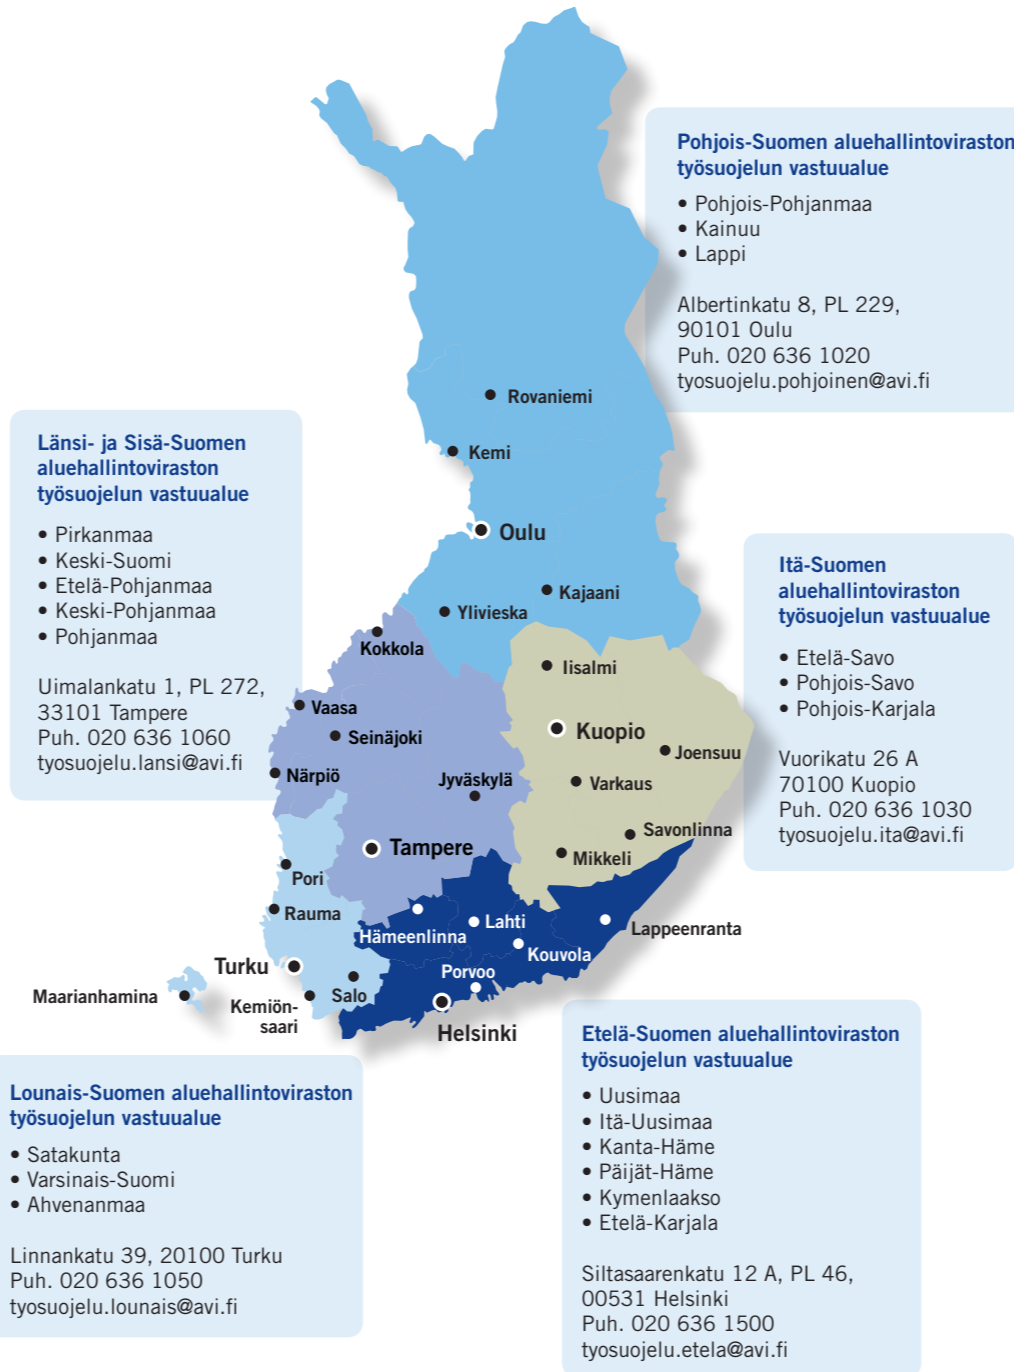 Pohjois-Suomen aluehallintoviraston
työsuojelun vastuualue
• Pohjois-Pohjanmaa
• Kainuu
• Lappi
Albertinkatu 8, PL 229,
90101 Oulu
Puh. 020 636 1020
tyosuojelu.pohjoinen@avi.fi
Rovaniemi
Kemi
Oulu
Kajaani
Ylivieska
Länsi- ja Sisä-Suomen
aluehallintoviraston
työsuojelun vastuualue
• Pirkanmaa
• Keski-Suomi
• Etelä-Pohjanmaa
• Keski-Pohjanmaa
• Pohjanmaa
Uimalankatu 1, PL 272,
33101 Tampere
Puh. 020 636 1060
tyosuojelu.lansi@avi.fi
Kokkola
Vaasa
Seinäjoki
Närpiö
Jyväskylä
Tampere
Itä-Suomen
aluehallintoviraston
työsuojelun vastuualue
• Etelä-Savo
• Pohjois-Savo
• Pohjois-Karjala
Vuorikatu 26 A
70100 Kuopio
Puh. 020 636 1030
tyosuojelu.ita@avi.fi
Iisalmi
Kuopio
Joensuu
Varkaus
Savonlinna
Mikkeli
Pori
Rauma
Turku
Salo
Kemiön-
saari
Maarianhamina
Hämeenlinna
Lahti
Kouvola
Lappeenranta
Porvoo
Helsinki
Lounais-Suomen aluehallintoviraston
työsuojelun vastuualue
• Satakunta
• Varsinais-Suomi
• Ahvenanmaa
Linnankatu 39, 20100 Turku
Puh. 020 636 1050
tyosuojelu.lounais@avi.fi
Etelä-Suomen aluehallintoviraston
työsuojelun vastuualue
• Uusimaa
• Itä-Uusimaa
• Kanta-Häme
• Päijät-Häme
• Kymenlaakso
• Etelä-Karjala
Siltasaarenkatu 12 A, PL 46,
00531 Helsinki
Puh. 020 636 1500
tyosuojelu.etela@avi.fi